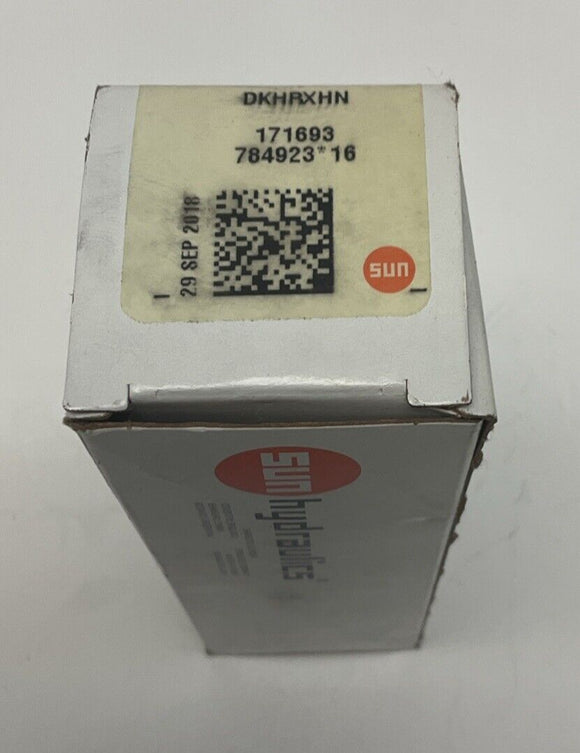 DKHRXHN
171693
784923*16
29 SEP 2018
sun
sun hydraulics